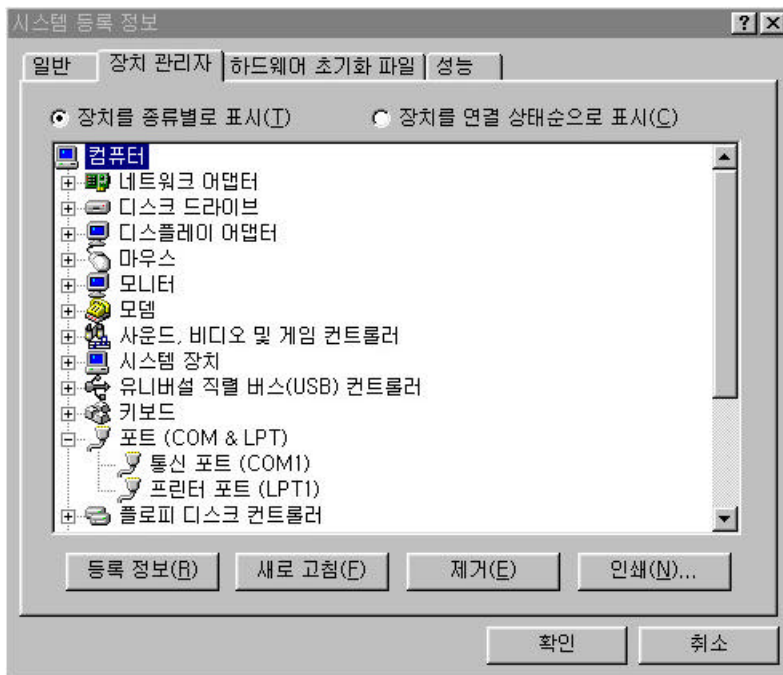 시스템 등록 정보
일반 장치 관리자 하드웨어 초기화 파일 성능
장치를 종류별로 표시(T) 장치를 연결 상태순으로 표시(C)
컴퓨터
네트워크 어댑터
디스크 드라이브
디스플레이 어댑터
마우스
모니터
모뎀
사운드, 비디오 및 게임 컨트롤러
시스템 장치
유니버설 직렬 버스(USB) 컨트롤러
키보드
포트 (COM & LPT)
통신 포트 (COM1)
프린터 포트 (LPT1)
플로피 디스크 컨트롤러
등록 정보(R) 새로 고침(F) 제거(E) 인쇄(N)...
확인 취소